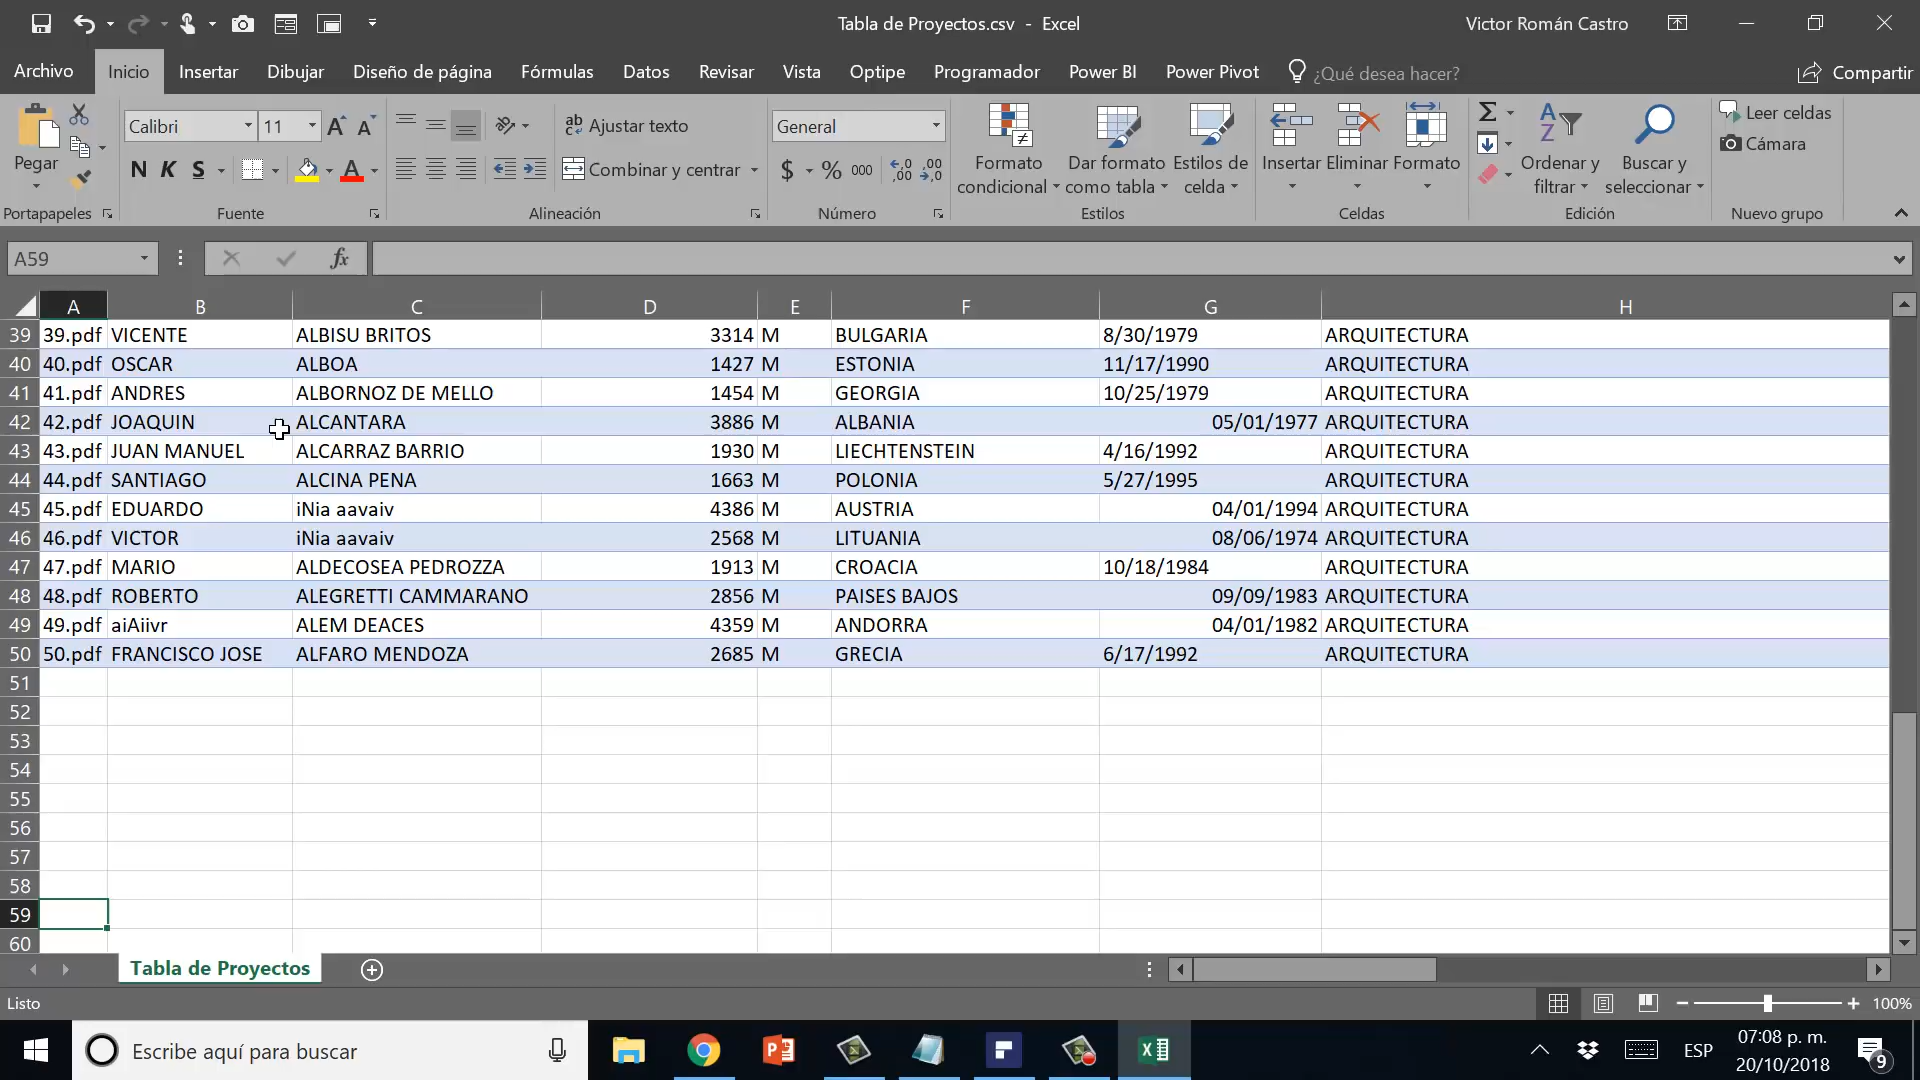 Tabla de Proyectos.csv - Excel
Victor Román Castro
Archivo Inicio Insertar Dibujar Diseño de página Fórmulas Datos Revisar Vista Optipe Programador Power BI Power Pivot ¿Qué desea hacer? Compartir
Pegar
Portapapeles
Calibri 11
N K S
Fuente
Ajustar texto
Combinar y centrar
Alineación
General
$ % 000
Número
Formato condicional
Dar formato como tabla
Estilos de celda
Estilos
Insertar Eliminar Formato
Celdas
Ordenar y filtrar
Buscar y seleccionar
Edición
Leer celdas
Cámara
Nuevo grupo
A59 fx
A B C D E F G H
39 39.pdf VICENTE ALBISU BRITOS 3314 M BULGARIA 8/30/1979 ARQUITECTURA
40 40.pdf OSCAR ALBOA 1427 M ESTONIA 11/17/1990 ARQUITECTURA
41 41.pdf ANDRES ALBORNOZ DE MELLO 1454 M GEORGIA 10/25/1979 ARQUITECTURA
42 42.pdf JOAQUIN ALCANTARA 3886 M ALBANIA 05/01/1977 ARQUITECTURA
43 43.pdf JUAN MANUEL ALCARRAZ BARRIO 1930 M LIECHTENSTEIN 4/16/1992 ARQUITECTURA
44 44.pdf SANTIAGO ALCINA PENA 1663 M POLONIA 5/27/1995 ARQUITECTURA
45 45.pdf EDUARDO iNia aavaiv 4386 M AUSTRIA 04/01/1994 ARQUITECTURA
46 46.pdf VICTOR iNia aavaiv 2568 M LITUANIA 08/06/1974 ARQUITECTURA
47 47.pdf MARIO ALDECOSEA PEDROZZA 1913 M CROACIA 10/18/1984 ARQUITECTURA
48 48.pdf ROBERTO ALEGRETTI CAMMARANO 2856 M PAISES BAJOS 09/09/1983 ARQUITECTURA
49 49.pdf aiAiivr ALEM DEACES 4359 M ANDORRA 04/01/1982 ARQUITECTURA
50 50.pdf FRANCISCO JOSE ALFARO MENDOZA 2685 M GRECIA 6/17/1992 ARQUITECTURA
51
52
53
54
55
56
57
58
59
60
Tabla de Proyectos
Listo
100%
Escribe aquí para buscar
ESP
07:08 p. m.
20/10/2018
9